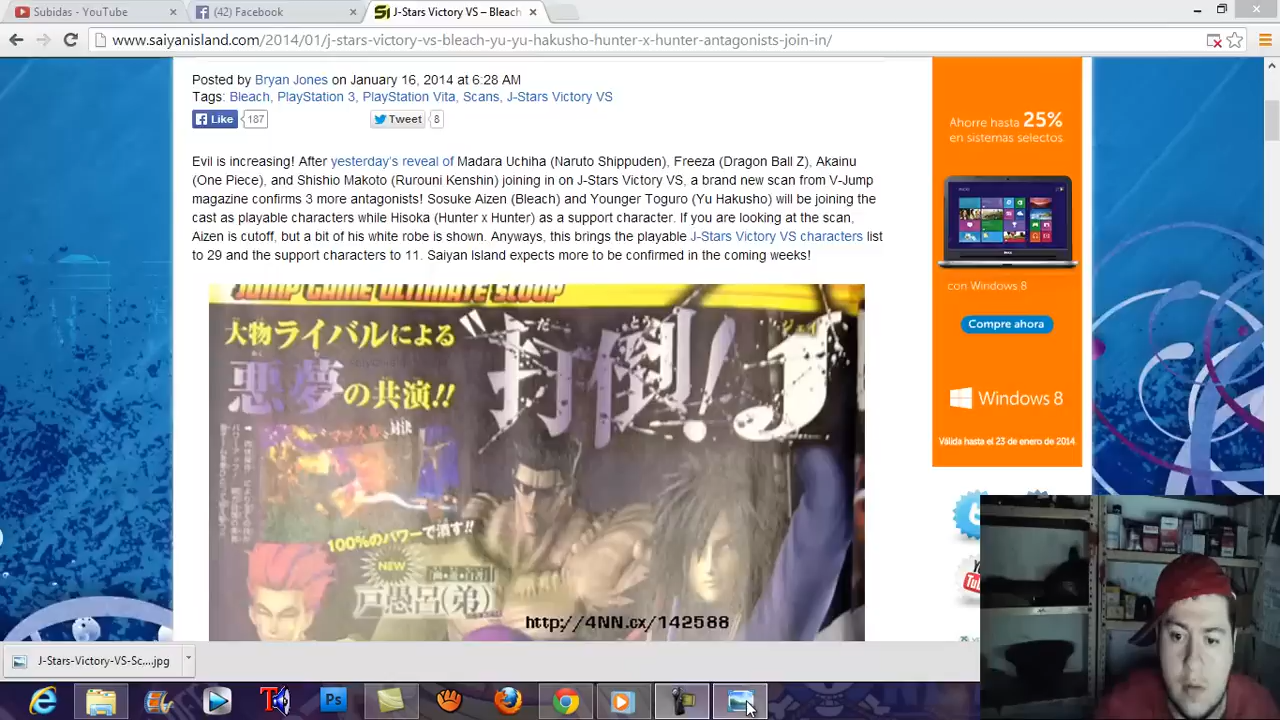 Subidas - YouTube
(42) Facebook
J-Stars Victory VS – Bleach
www.saiyanisland.com/2014/01/j-stars-victory-vs-bleach-yu-yu-hakusho-hunter-x-hunter-antagonists-join-in/
Posted by Bryan Jones on January 16, 2014 at 6:28 AM
Tags: Bleach, PlayStation 3, PlayStation Vita, Scans, J-Stars Victory VS
Like 187 Tweet 8
Evil is increasing! After yesterday's reveal of Madara Uchiha (Naruto Shippuden), Freeza (Dragon Ball Z), Akainu
(One Piece), and Shishio Makoto (Rurouni Kenshin) joining in on J-Stars Victory VS, a brand new scan from V-Jump
magazine confirms 3 more antagonists! Sosuke Aizen (Bleach) and Younger Toguro (Yu Hakusho) will be joining the
cast as playable characters while Hisoka (Hunter x Hunter) as a support character. If you are looking at the scan,
Aizen is cutoff, but some of this white robe is shown. Anyways, this brings the playable J-Stars Victory VS characters list
to 29 and the support characters to 11. Saiyan Island expects more to be confirmed in the coming weeks!
JUMP GAME ULTIMATE SCOOP
大物ライバルによる
悪夢の共演!!
打倒!J
100%のパワーで潰す!!
NEW
戸愚呂(弟)
http://4NN.cx/142588
Ahorre hasta 25%
en sistemas selectos
con Windows 8
Compre ahora
Windows 8
Válida hasta el 23 de enero de 2014
You
Tu
J-Stars-Victory-VS-Sc....jpg
Ps